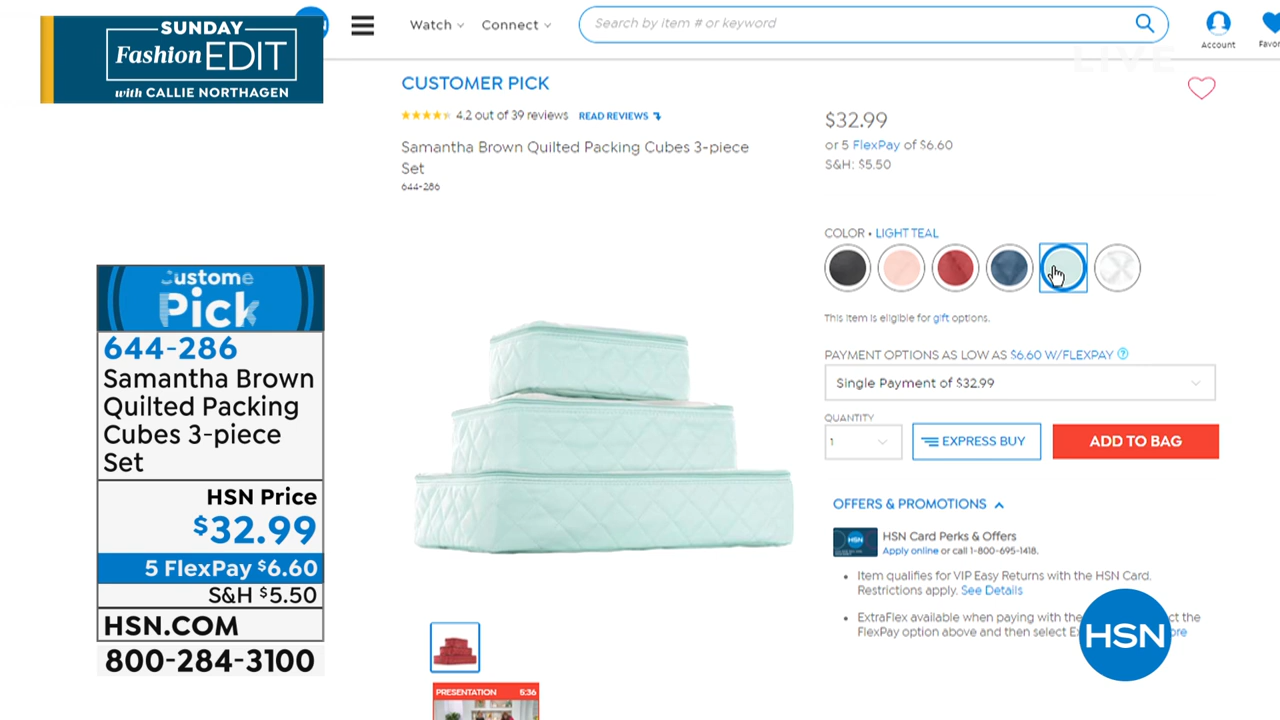 SUNDAY
Fashion EDIT
with CALLIE NORTHAGEN
Watch
Connect
Search by item # or keyword
Account
LIVE
CUSTOMER PICK
4.2 out of 39 reviews READ REVIEWS
Samantha Brown Quilted Packing Cubes 3-piece
Set
644-286
$32.99
or 5 FlexPay of $6.60
S&H: $5.50
COLOR • LIGHT TEAL
This item is eligible for gift options.
PAYMENT OPTIONS AS LOW AS $6.60 W/FLEXPAY ?
Single Payment of $32.99
QUANTITY
1
EXPRESS BUY
ADD TO BAG
OFFERS & PROMOTIONS
HSN
HSN Card Perks & Offers
Apply online or call 1-800-695-1418.
• Item qualifies for VIP Easy Returns with the HSN Card.
Restrictions apply. See Details
• ExtraFlex available when paying with the ct the
FlexPay option above and then select
HSN
Pick
644-286
Samantha Brown
Quilted Packing
Cubes 3-piece
Set
HSN Price
$32.99
5 FlexPay $6.60
S&H $5.50
HSN.COM
800-284-3100
PRESENTATION 5:36